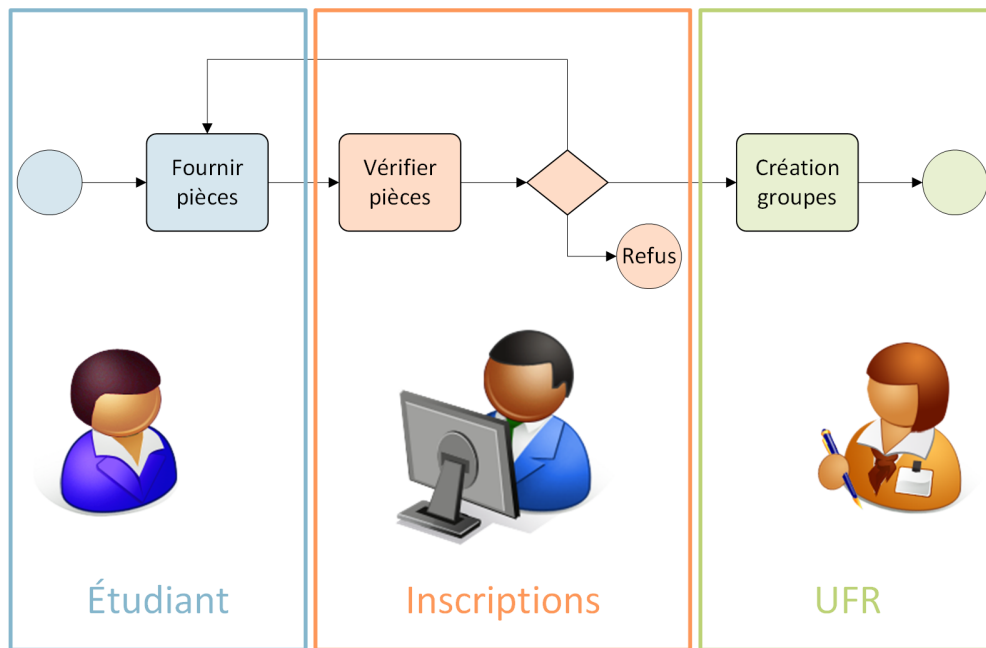 Fournir
pièces
Vérifier
pièces
Création
groupes
Refus
Étudiant
Inscriptions
UFR